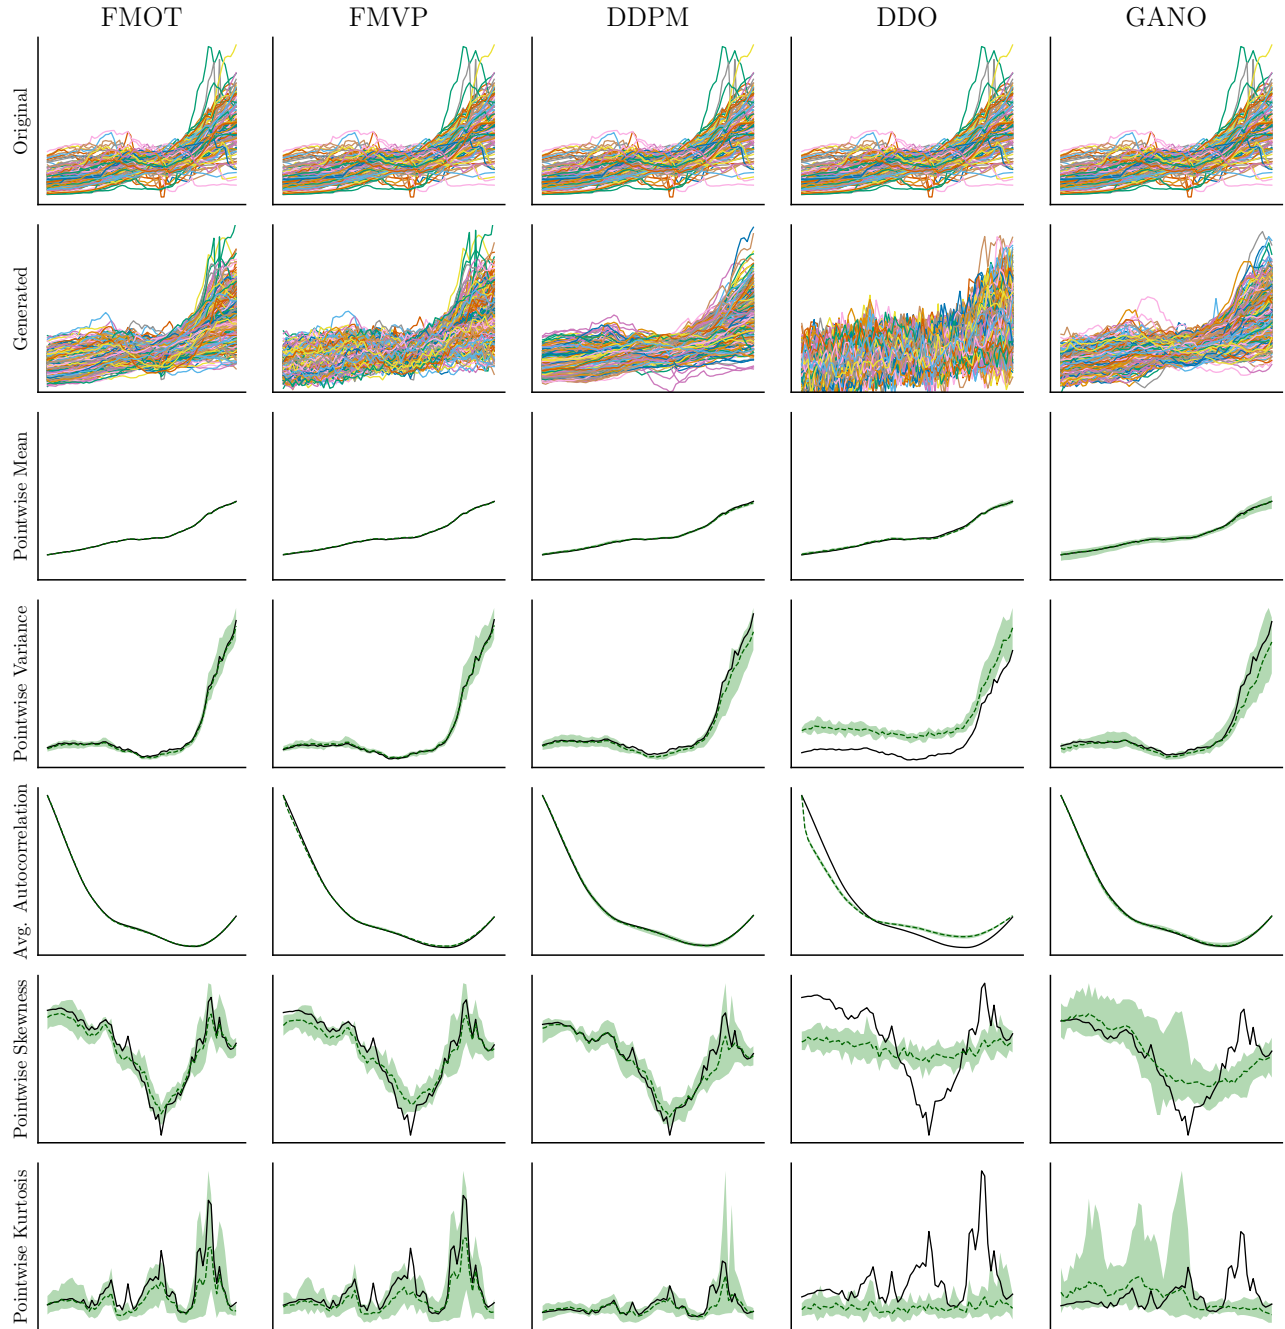 FMOT FMVP DDPM DDO GANO
Original
Generated
Pointwise Mean
Pointwise Variance
Avg. Autocorrelation
Pointwise Skewness
Pointwise Kurtosis